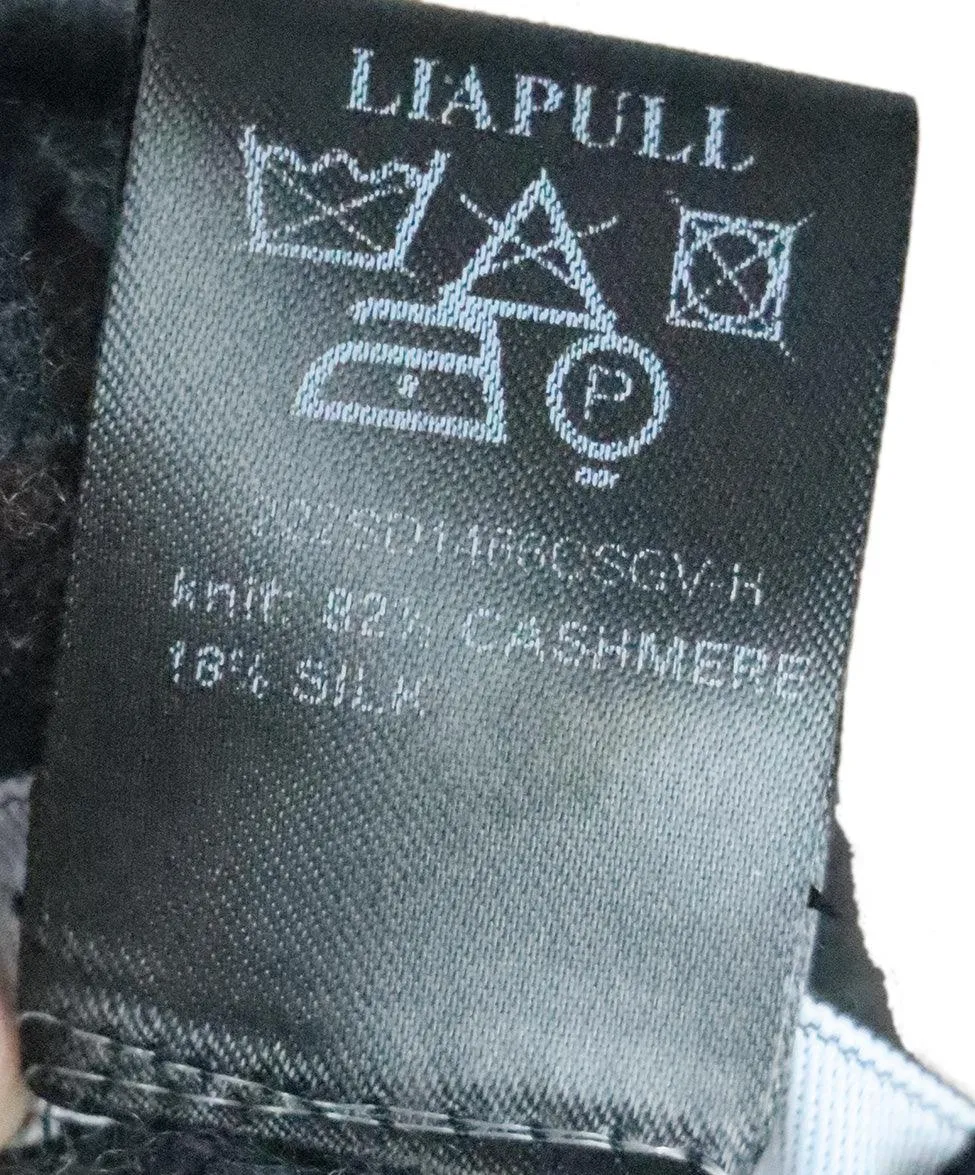 LIAPULL
P
knit: 82% CASHMERE
18% SILK